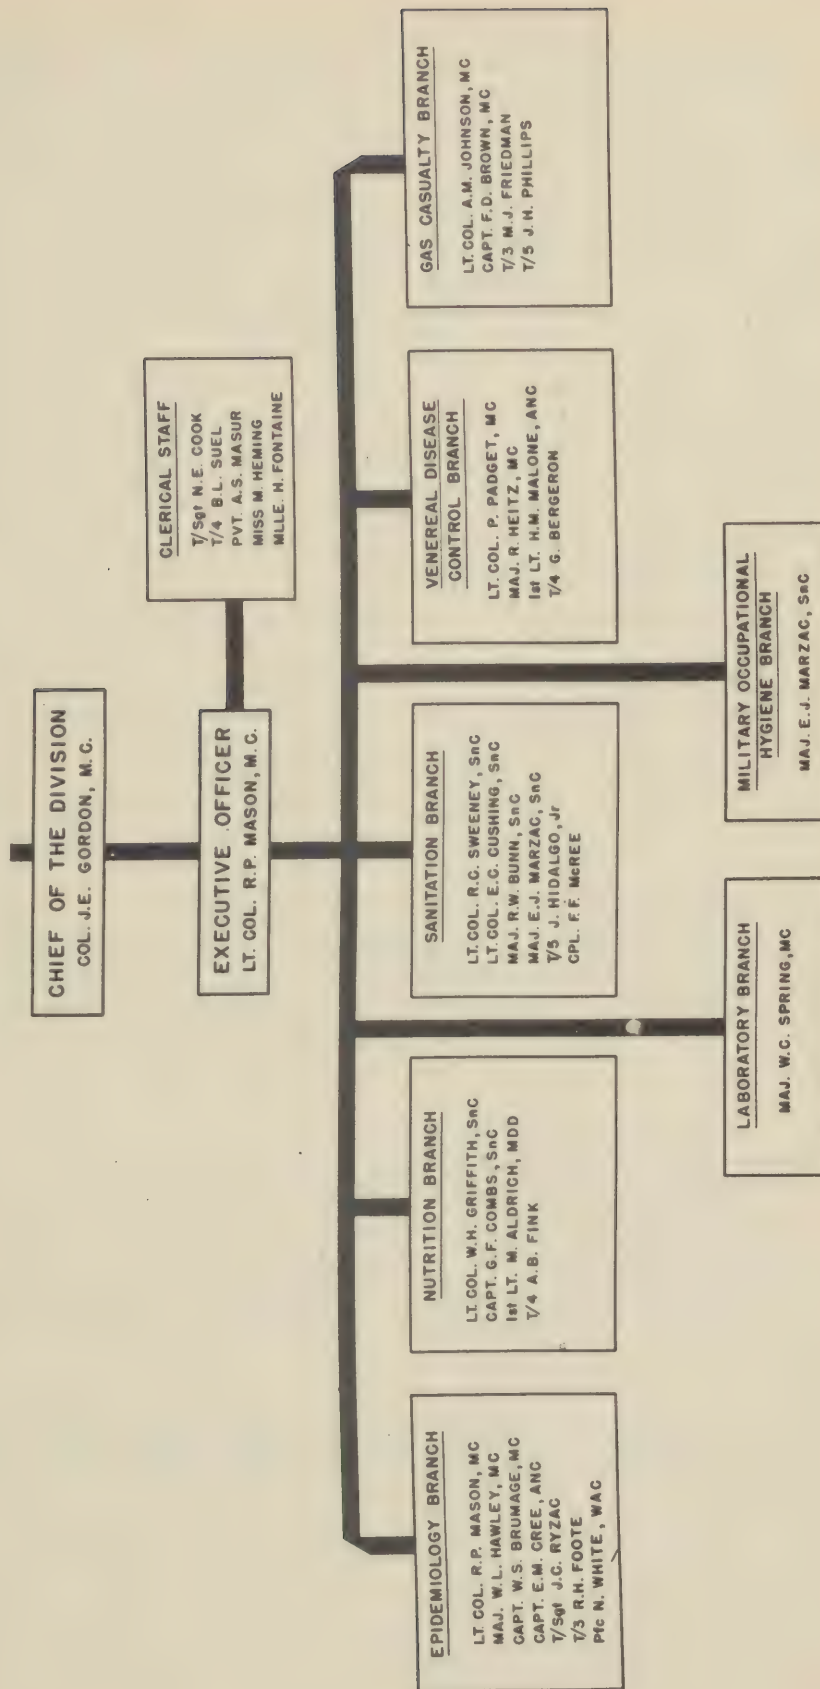 CHIEF OF THE DIVISION
COL. J.E. GORDON, M.C.
EXECUTIVE OFFICER
LT. COL. R.P. MASON, M.C.
CLERICAL STAFF
T/Sgt N.E. COOK
T/4 B.L. SUEL
PVT. A.S. MASUR
MISS M. HEMING
MLLE. H. FONTAINE
EPIDEMIOLOGY BRANCH
LT. COL. R.P. MASON, MC
MAJ. W.L. HAWLEY, MC
CAPT. W.S. BRUMAGE, MC
CAPT. E.M. CREE, ANC
T/Sgt J.C. RYZAC
T/3 R.H. FOOTE
Pfc N. WHITE, WAC
NUTRITION BRANCH
LT. COL. W.H. GRIFFITH, SnC
CAPT. G.F. COMBS, SnC
1st LT. M. ALDRICH, MDD
T/4 A.B. FINK
SANITATION BRANCH
LT. COL. R.C. SWEENEY, SnC
LT. COL. E.C. CUSHING, SnC
MAJ. R.W. BUNN, SnC
MAJ. E.J. MARZAC, SnC
T/5 J. HIDALGO, Jr
CPL. F.F. McREE
VENEREAL DISEASE
CONTROL BRANCH
LT. COL. P. PADGET, MC
MAJ. R. HEITZ, MC
1st LT. H.M. MALONE, ANC
T/4 G. BERGERON
GAS CASUALTY BRANCH
LT. COL. A.M. JOHNSON, MC
CAPT. F.D. BROWN, MC
T/3 M.J. FRIEDMAN
T/5 J.H. PHILLIPS
LABORATORY BRANCH
MAJ. W.C. SPRING, MC
MILITARY OCCUPATIONAL
HYGIENE BRANCH
MAJ. E.J. MARZAC, SnC